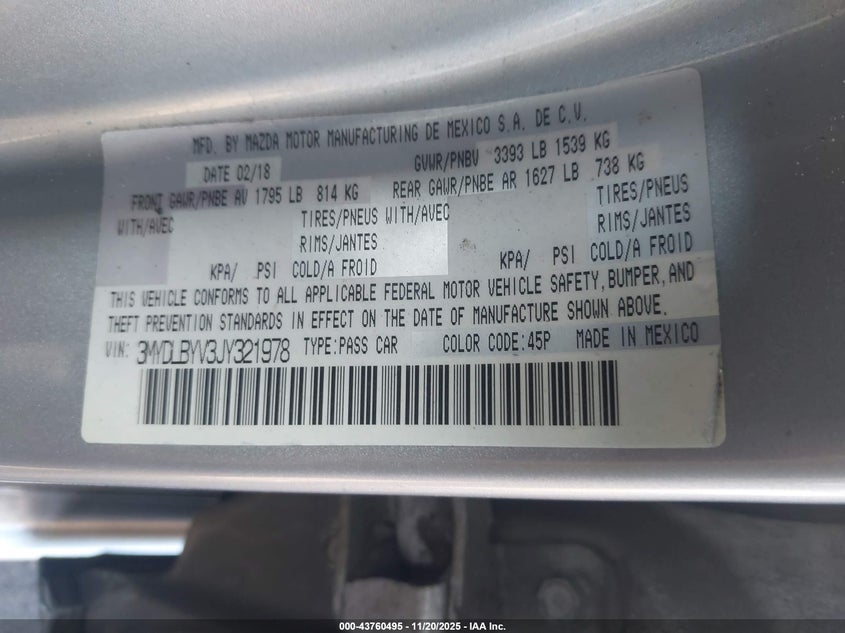 MFD. BY MAZDA MOTOR MANUFACTURING DE MEXICO S.A. DE C.V.
DATE 02/18 GVWR/PNBV 3393 LB 1539 KG
FRONT GAWR/PNBE AV 1795 LB 814 KG REAR GAWR/PNBE AR 1627 LB 738 KG
WITH/AVEC TIRES/PNEUS WITH/AVEC TIRES/PNEUS
RIMS/JANTES RIMS/JANTES
KPA/ PSI COLD/A FROID KPA/ PSI COLD/A FROID
THIS VEHICLE CONFORMS TO ALL APPLICABLE FEDERAL MOTOR VEHICLE SAFETY, BUMPER, AND
THEFT PREVENTION STANDARDS IN EFFECT ON THE DATE OF MANUFACTURE SHOWN ABOVE.
VIN: 3MYDLBYV3JY321978 TYPE:PASS CAR COLOR CODE:45P MADE IN MEXICO
000-43760495 - 11/20/2025 - IAA Inc.